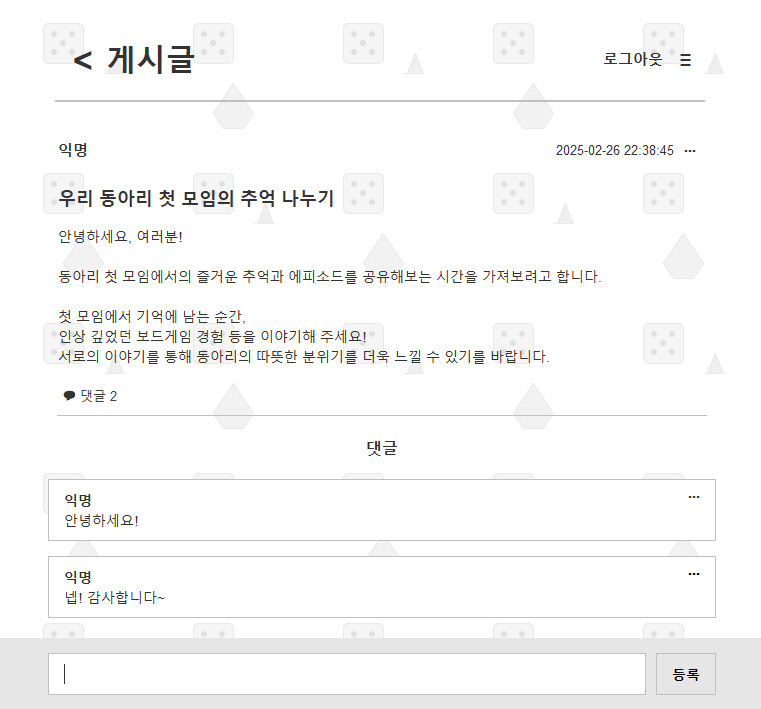 < 게시글
로그아웃 ☰
익명
2025-02-26 22:38:45 ···
우리 동아리 첫 모임의 추억 나누기
안녕하세요, 여러분!
동아리 첫 모임에서의 즐거운 추억과 에피소드를 공유해보는 시간을 가져보려고 합니다.
첫 모임에서 기억에 남는 순간,
인상 깊었던 보드게임 경험 등을 이야기해 주세요!
서로의 이야기를 통해 동아리의 따뜻한 분위기를 더욱 느낄 수 있기를 바랍니다.
댓글 2
댓글
익명 ···
안녕하세요!
익명 ···
넵! 감사합니다~
등록